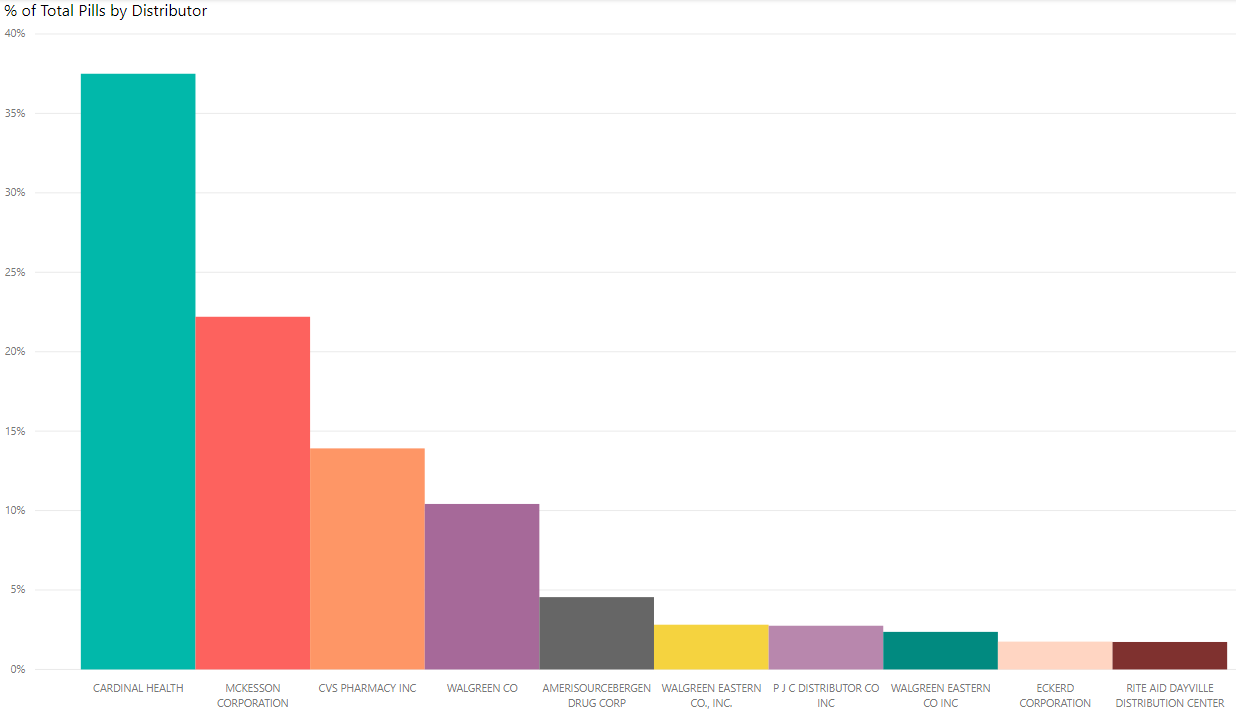 % of Total Pills by Distributor
40%
35%
30%
25%
20%
15%
10%
5%
0%
CARDINAL HEALTH
MCKESSON
CORPORATION
CVS PHARMACY INC
WALGREEN CO
AMERISOURCEBERGEN
DRUG CORP
WALGREEN EASTERN
CO., INC.
P J C DISTRIBUTOR CO
INC
WALGREEN EASTERN
CO INC
ECKERD
CORPORATION
RITE AID DAYVILLE
DISTRIBUTION CENTER